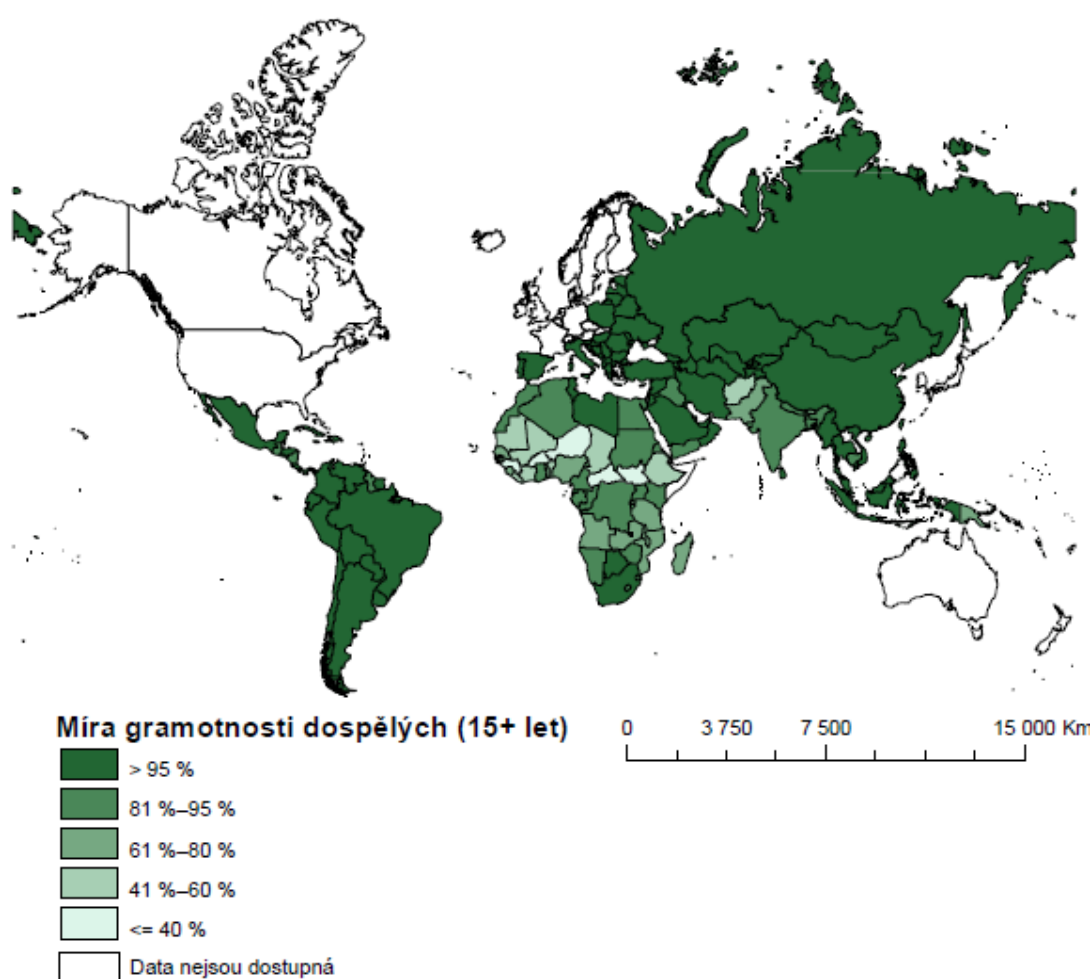 Míra gramotnosti dospělých (15+ let)
> 95 %
81 %–95 %
61 %–80 %
41 %–60 %
<= 40 %
Data nejsou dostupná
0 3 750 7 500 15 000 Km